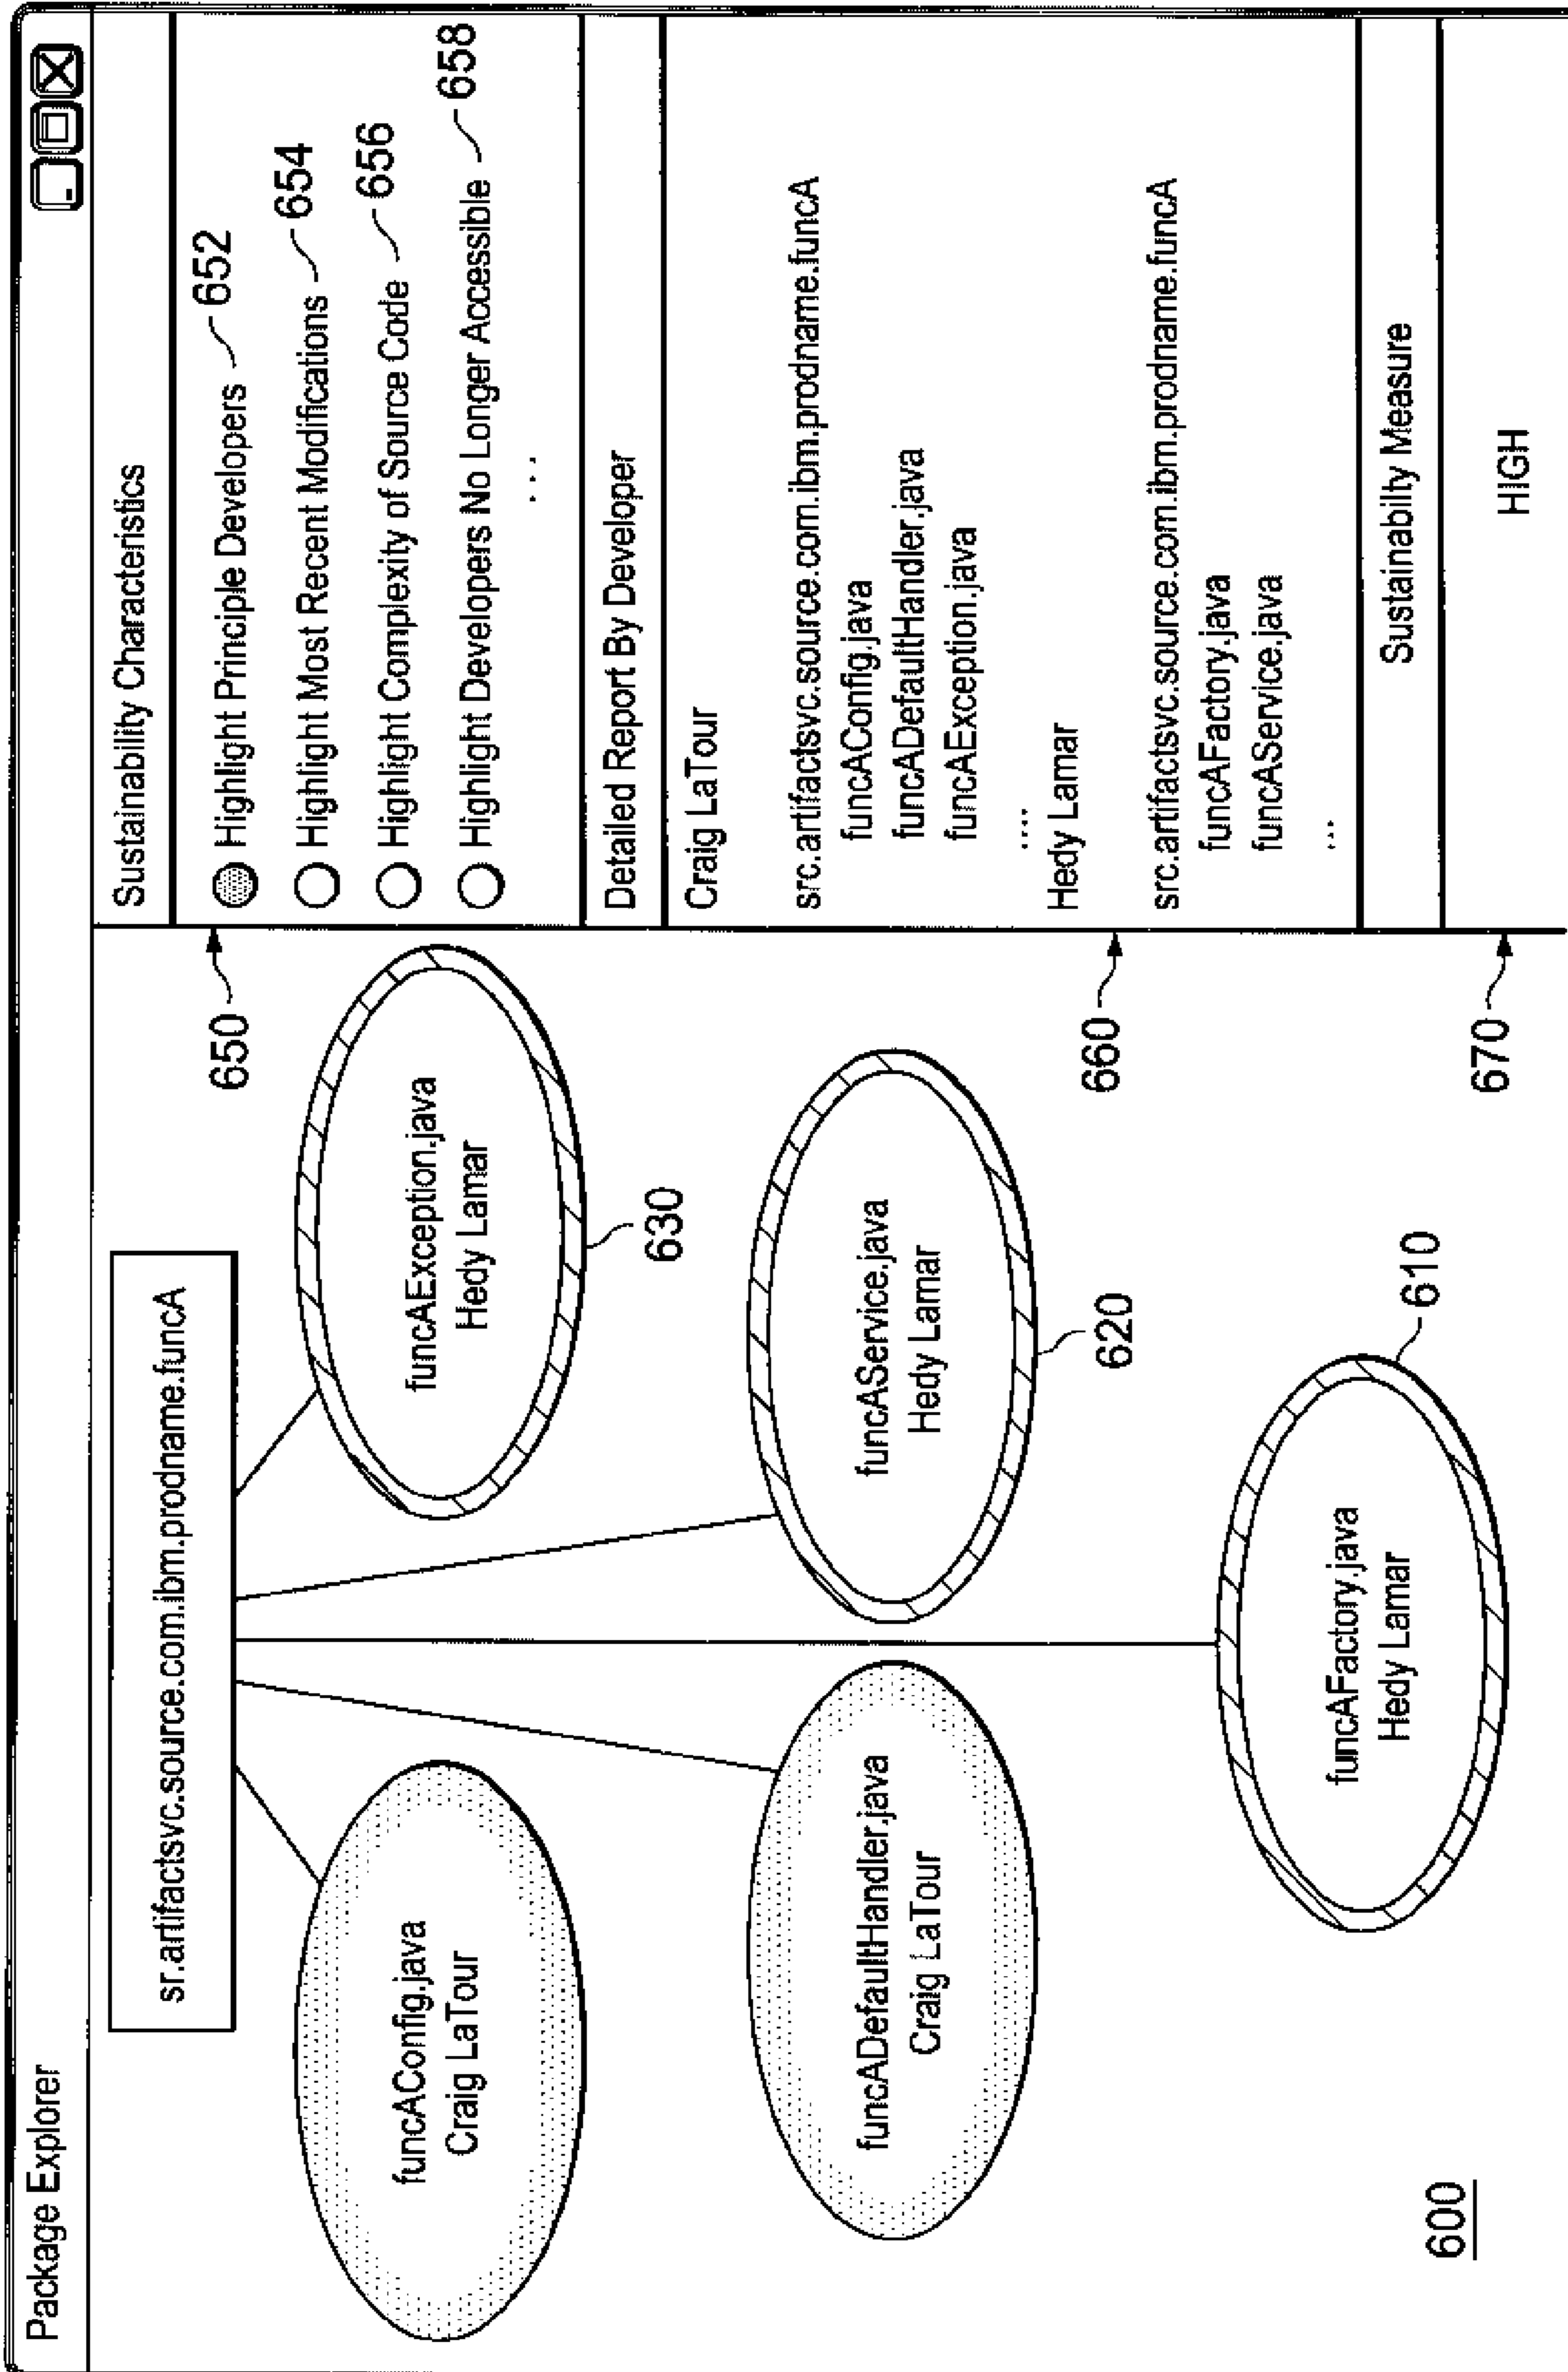 Package Explorer
sr.artifactsvc.source.com.ibm.prodname.funcA
funcAConfig.java
Craig LaTour
funcAException.java
Hedy Lamar
630
funcADefaultHandler.java
Craig LaTour
funcAService.java
Hedy Lamar
620
funcAFactory.java
Hedy Lamar
610
600
650
Sustainability Characteristics
Highlight Principle Developers 652
Highlight Most Recent Modifications 654
Highlight Complexity of Source Code 656
Highlight Developers No Longer Accessible 658
...
Detailed Report By Developer
Craig LaTour
src.artifactsvc.source.com.ibm.prodname.funcA
funcAConfig.java
funcADefaultHandler.java
funcAException.java
....
660
Hedy Lamar
src.artifactsvc.source.com.ibm.prodname.funcA
funcAFactory.java
funcAService.java
...
Sustainabilty Measure
670
HIGH